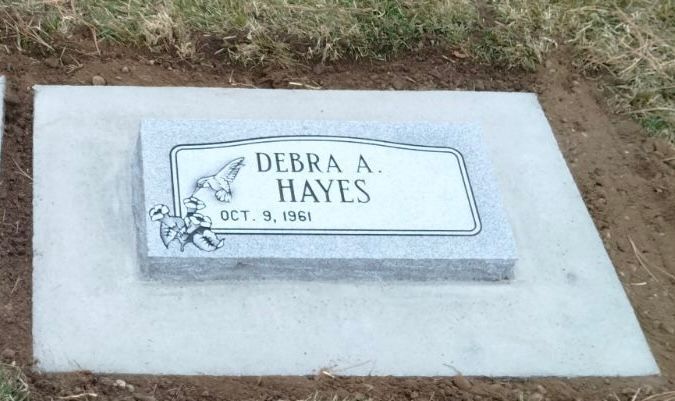 DEBRA A.
HAYES
OCT. 9, 1961